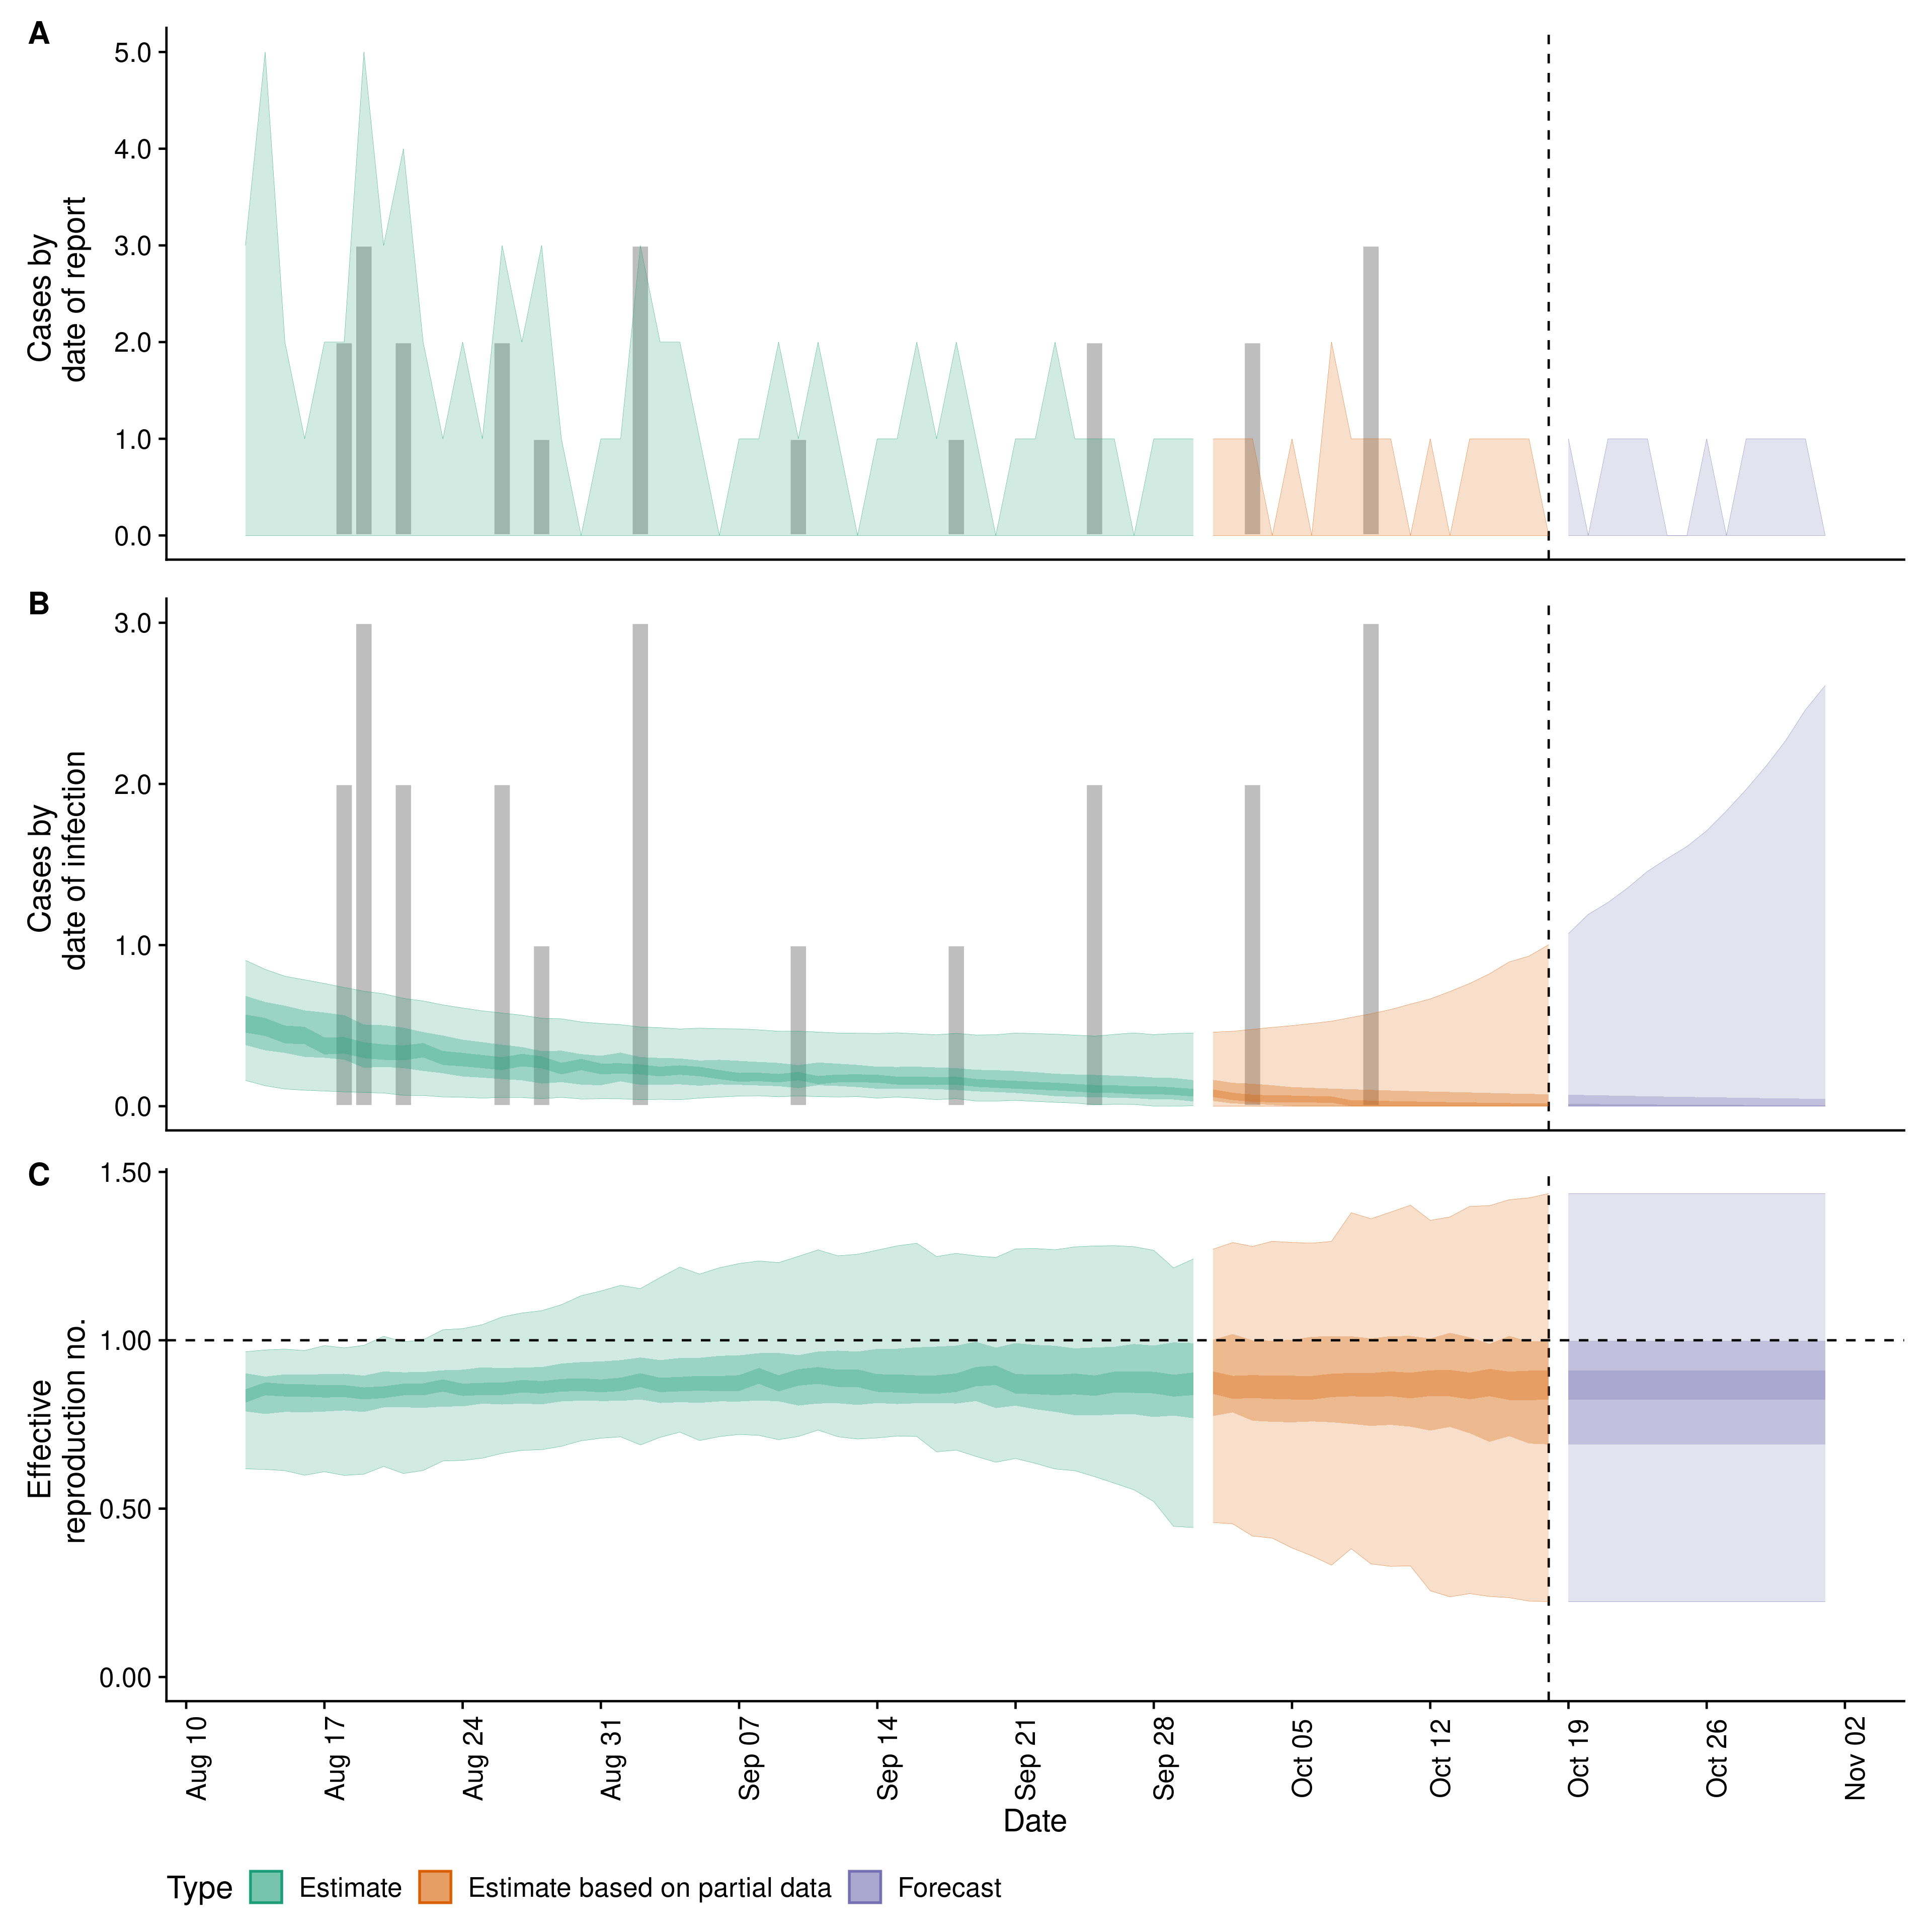 A
5.0
4.0
3.0
2.0
1.0
0.0
Cases by
date of report
B
3.0
2.0
1.0
0.0
Cases by
date of infection
C
1.50
1.00
0.50
0.00
Effective
reproduction no.
Aug 10
Aug 17
Aug 24
Aug 31
Sep 07
Sep 14
Sep 21
Sep 28
Oct 05
Oct 12
Oct 19
Oct 26
Nov 02
Date
Type Estimate Estimate based on partial data Forecast